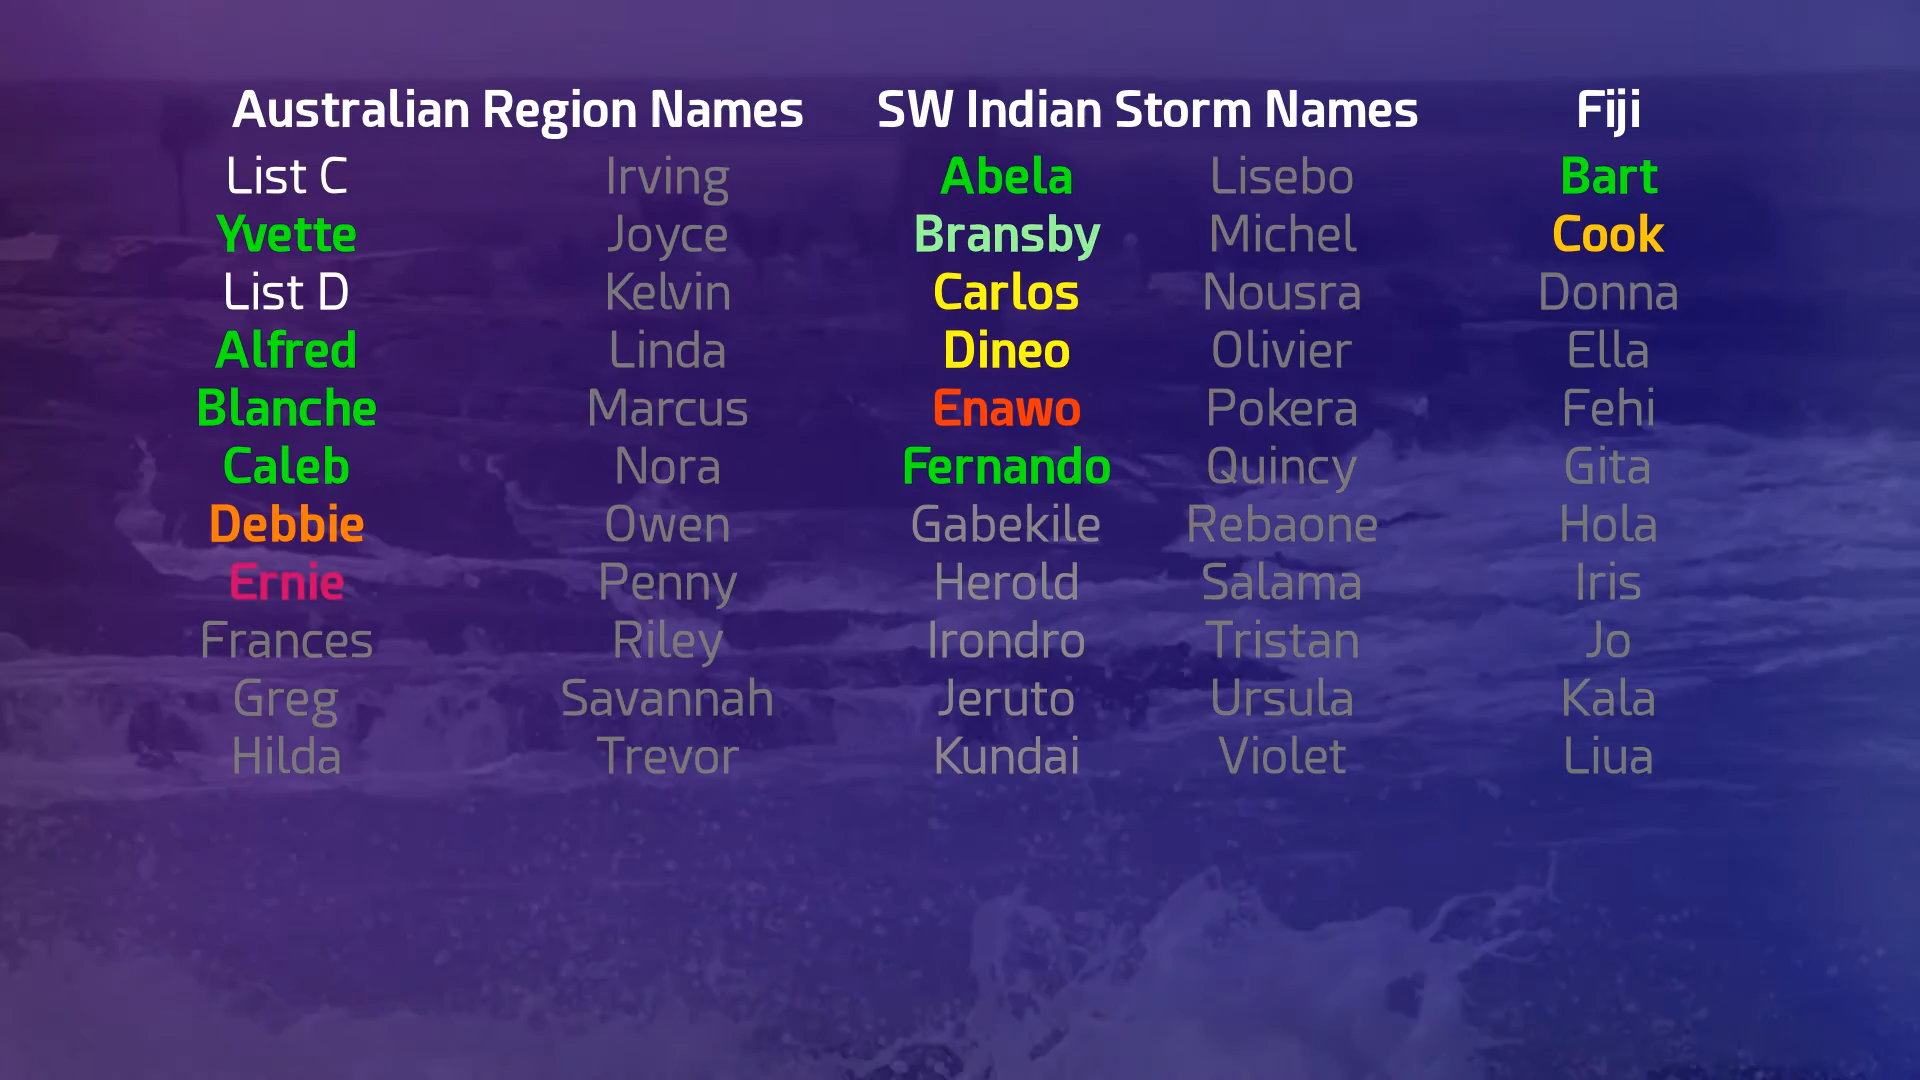 Australian Region Names SW Indian Storm Names Fiji
List C Irving Abela Lisebo Bart
Yvette Joyce Bransby Michel Cook
List D Kelvin Carlos Nousra Donna
Alfred Linda Dineo Olivier Ella
Blanche Marcus Enawo Pokera Fehi
Caleb Nora Fernando Quincy Gita
Debbie Owen Gabekile Rebaone Hola
Ernie Penny Herold Salama Iris
Frances Riley Irondro Tristan Jo
Greg Savannah Jeruto Ursula Kala
Hilda Trevor Kundai Violet Liua